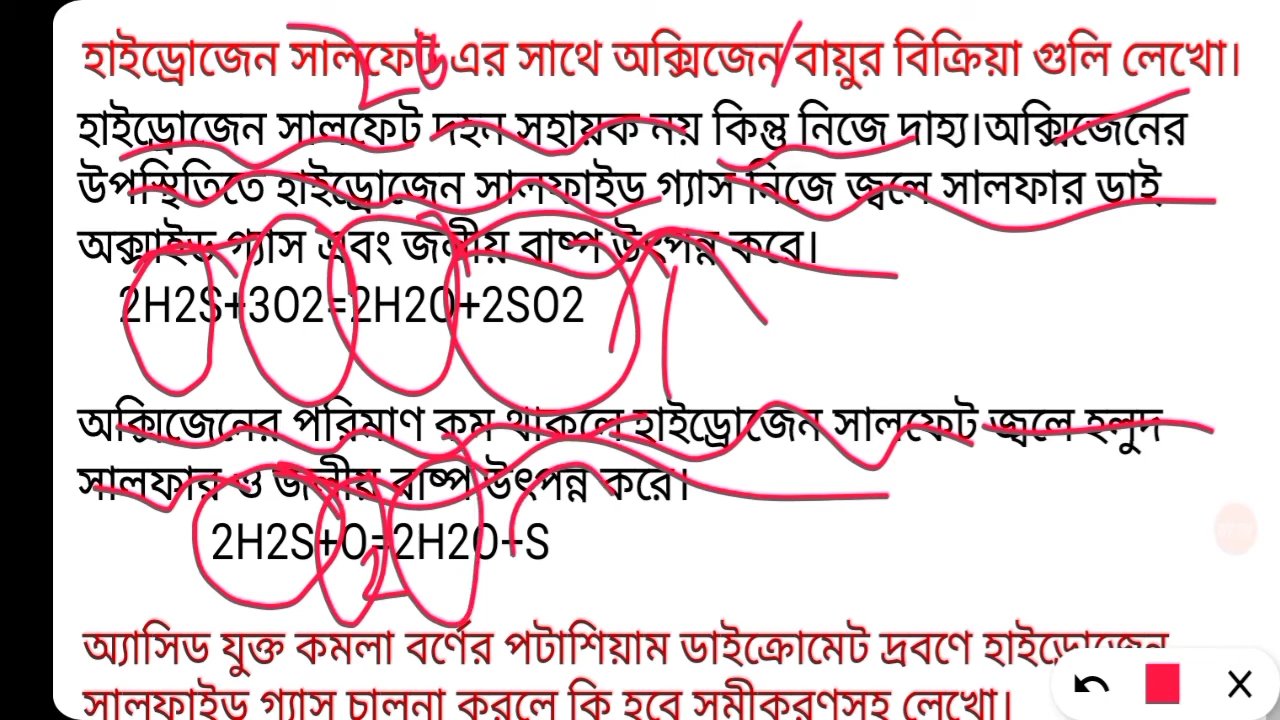 হাইড্রোজেন সালফেট এর সাথে অক্সিজেন/বায়ুর বিক্রিয়া গুলি লেখো।
হাইড্রোজেন সালফেট দহন সহায়ক নয় কিন্তু নিজে দাহ্য।অক্সিজেনের
উপস্থিতিতে হাইড্রোজেন সালফাইড গ্যাস নিজে জ্বলে সালফার ডাই
অক্সাইড গ্যাস এবং জলীয় বাষ্প উৎপন্ন করে।
2H2S+3O2=2H2O+2SO2
অক্সিজেনের পরিমাণ কম থাকলে হাইড্রোজেন সালফেট জ্বলে হলুদ
সালফার ও জলীয় বাষ্প উৎপন্ন করে।
2H2S+O2=2H2O+S
অ্যাসিড যুক্ত কমলা বর্ণের পটাশিয়াম ডাইক্রোমেট দ্রবণে হাইড্রোজেন
সালফাইড গ্যাস চালনা করলে কি হবে সমীকরণসহ লেখো।